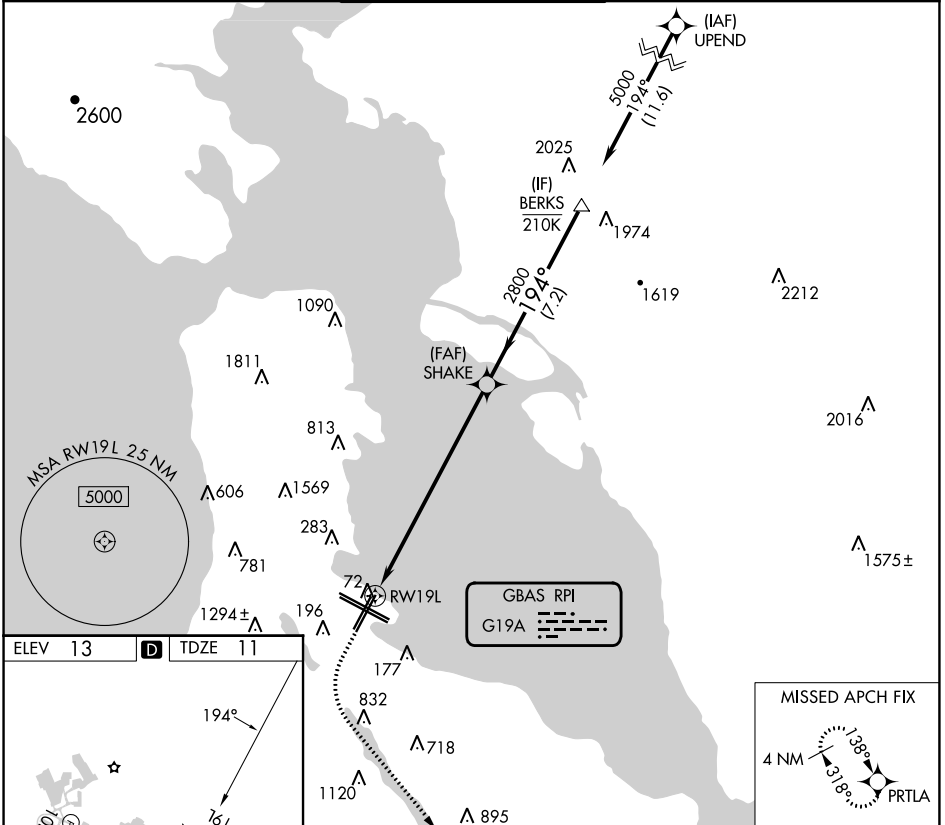 (IAF)
UPEND
5000
194°
(11.6)
2600
2025
(IF)
BERKS
210K
1974
2800
194°
(7.2)
1619
2212
1090
(FAF)
SHAKE
1811
2016
813
MSA RW19L 25 NM
5000
606
1569
283
781
1575±
72
RW19L
GBAS RPI
G19A
1294±
196
ELEV 13
D
TDZE 11
177
194°
832
718
1120
895
MISSED APCH FIX
4 NM
138°
318°
PRTLA